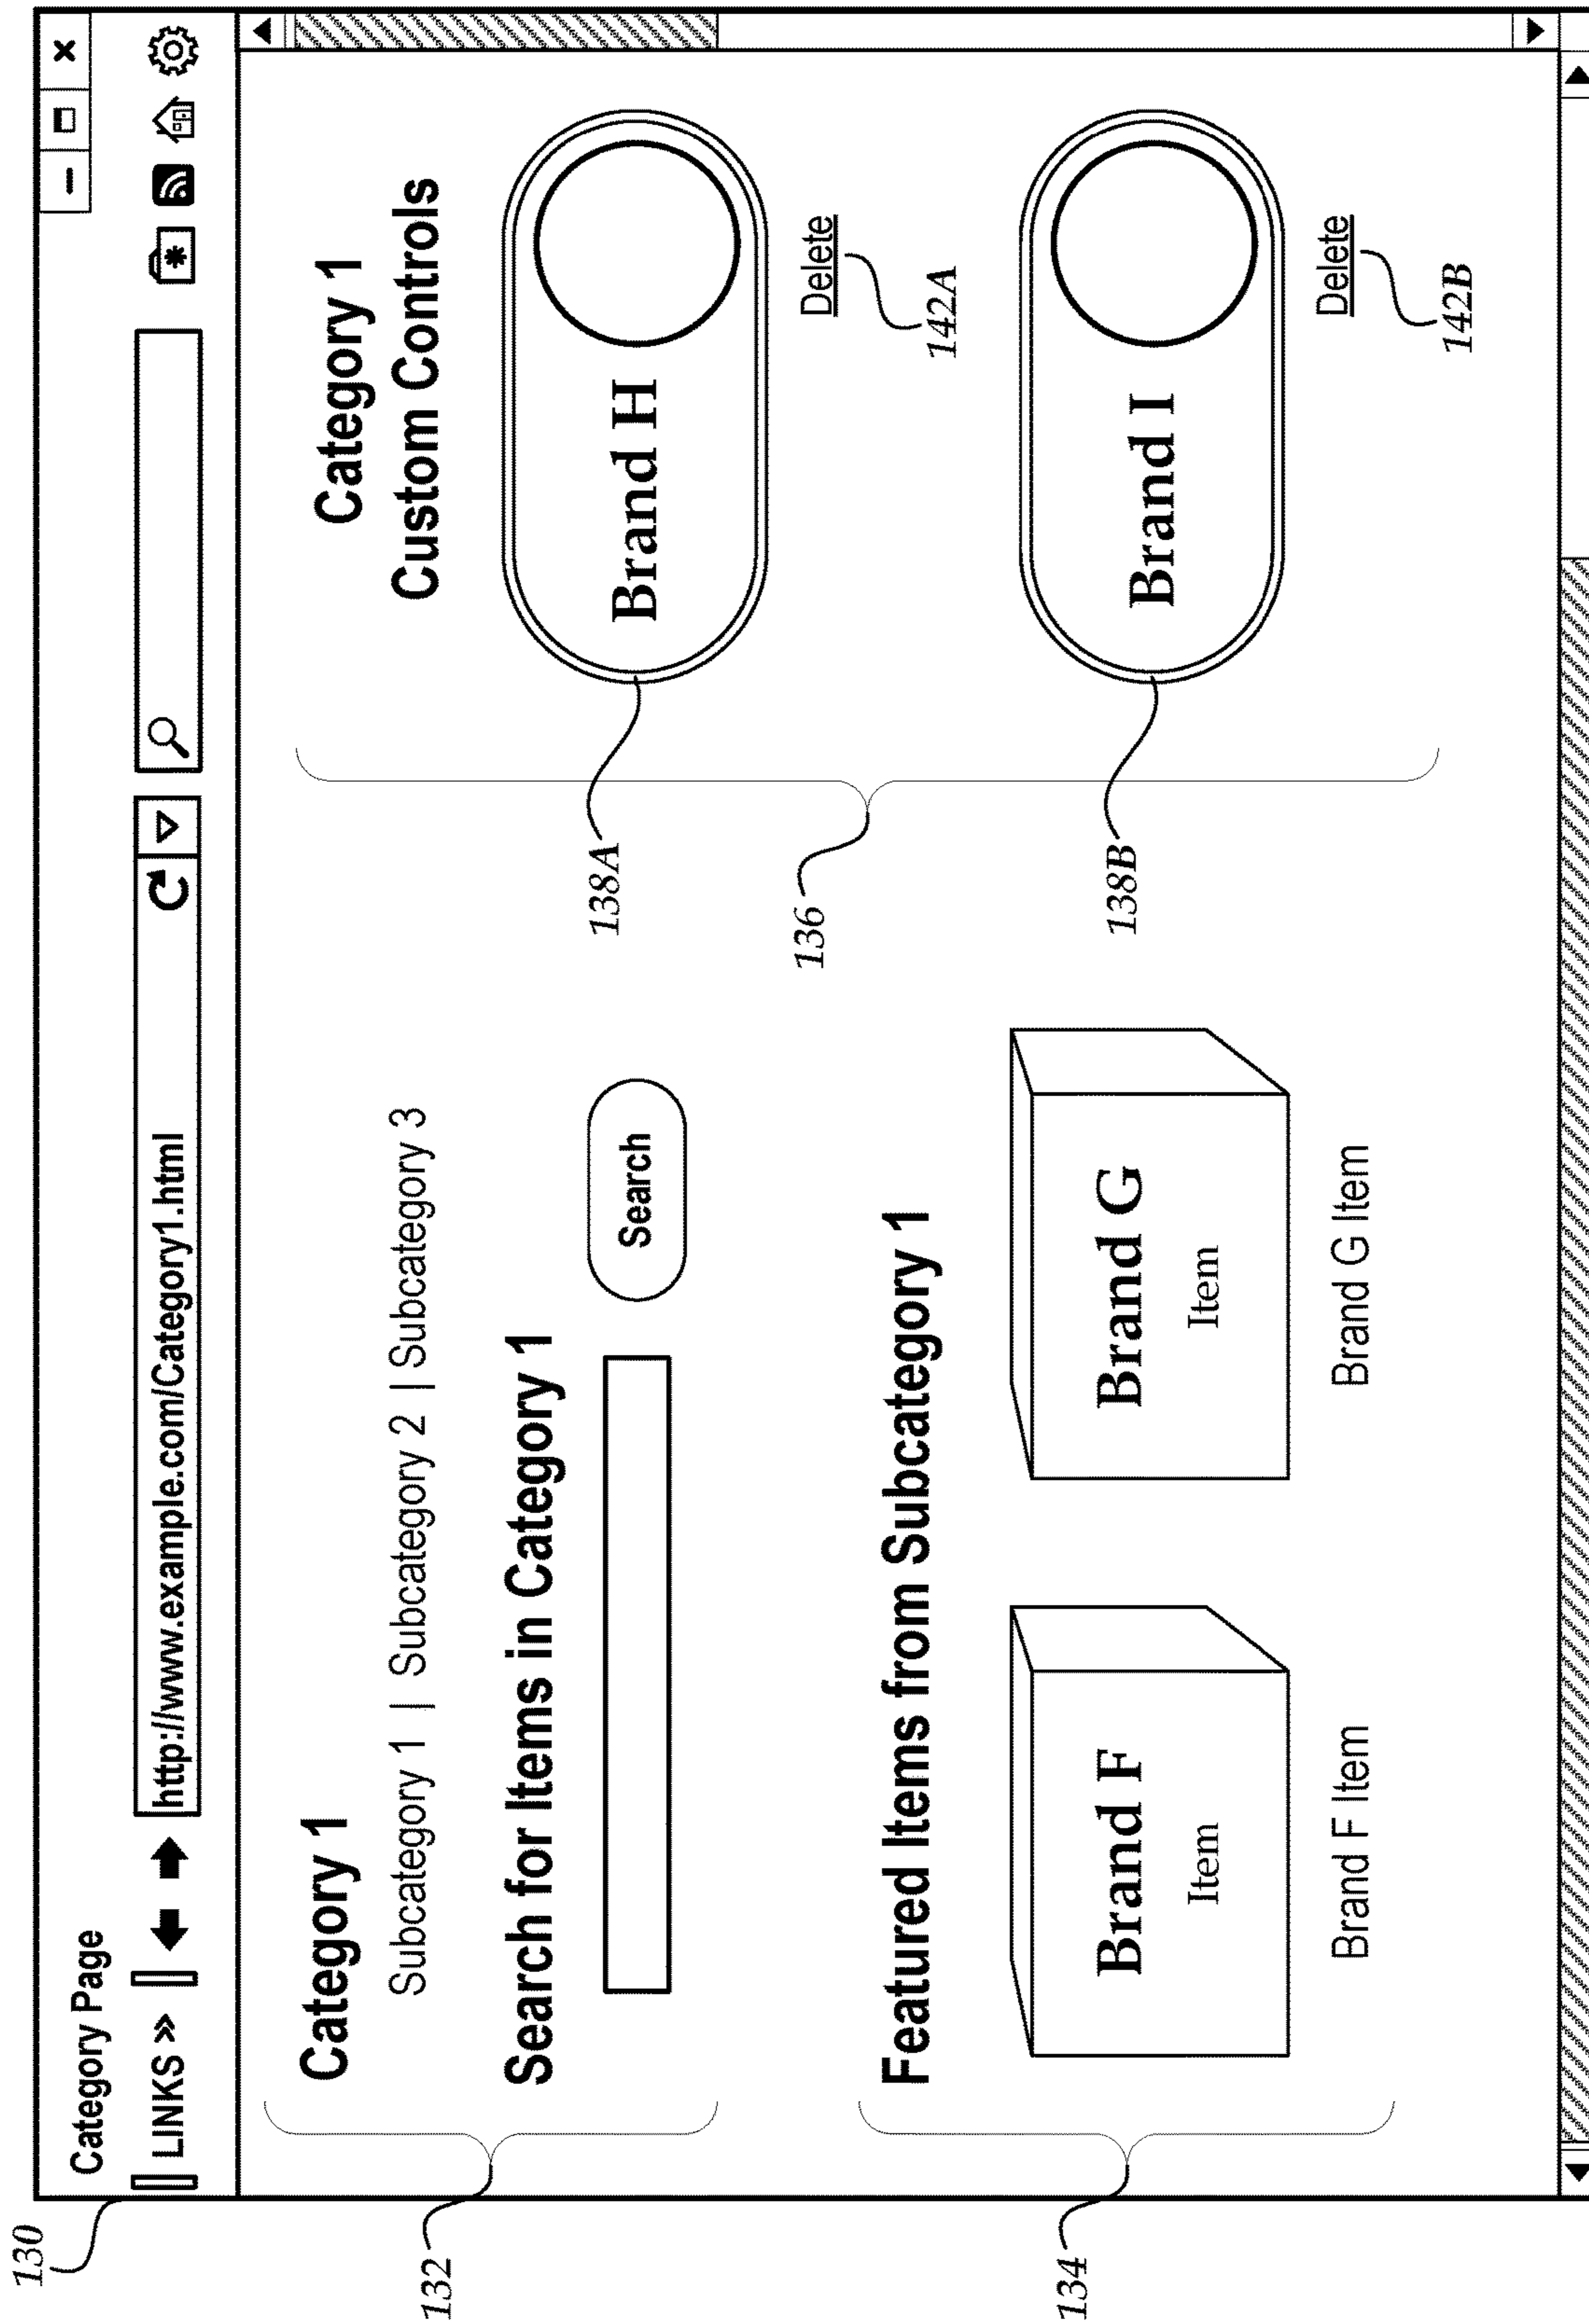 130
Category Page
LINKS » http://www.example.com/Category1.html
132
Category 1
Subcategory 1 | Subcategory 2 | Subcategory 3
Search for Items in Category 1
Search
134
Featured Items from Subcategory 1
Brand F
Item
Brand F Item
Brand G
Item
Brand G Item
136
Category 1
Custom Controls
138A
Brand H
Delete
142A
138B
Brand I
Delete
142B